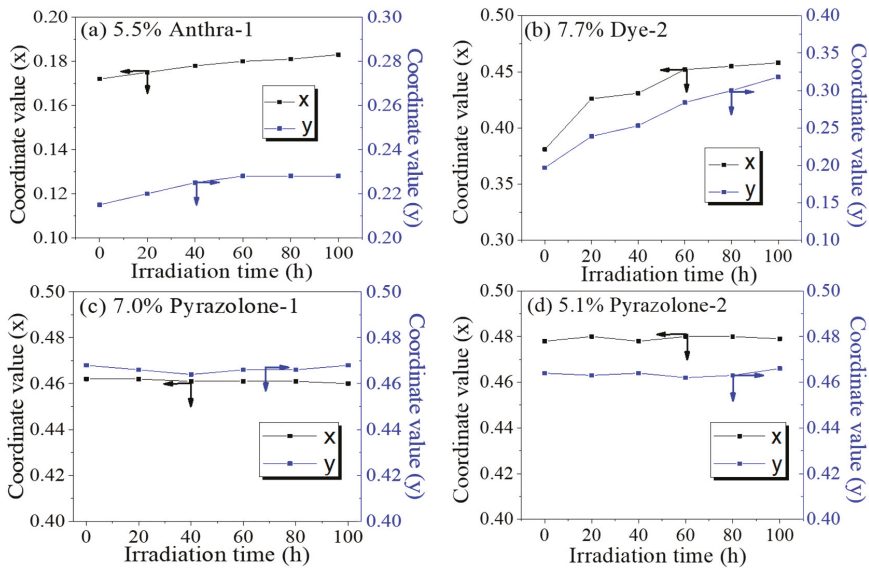 (a) 5.5% Anthra-1
Coordinate value (x)
0.20
0.18
0.16
0.14
0.12
0.10
0.30
0.28
0.26
0.24
0.22
0.20
Coordinate value (y)
x
y
0 20 40 60 80 100
Irradiation time (h)
(b) 7.7% Dye-2
Coordinate value (x)
0.50
0.45
0.40
0.35
0.30
0.40
0.35
0.30
0.25
0.20
0.15
0.10
Coordinate value (y)
x
y
0 20 40 60 80 100
Irradiation time (h)
(c) 7.0% Pyrazolone-1
Coordinate value (x)
0.50
0.48
0.46
0.44
0.42
0.40
0.50
0.48
0.46
0.44
0.42
0.40
Coordinate value (y)
x
y
0 20 40 60 80 100
Irradiation time (h)
(d) 5.1% Pyrazolone-2
Coordinate value (x)
0.50
0.48
0.46
0.44
0.42
0.40
0.50
0.48
0.46
0.44
0.42
0.40
Coordinate value (y)
x
y
0 20 40 60 80 100
Irradiation time (h)